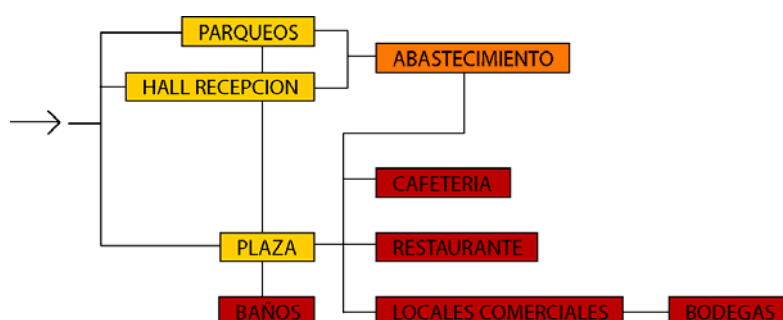 PARQUEOS
ABASTECIMIENTO
HALL RECEPCION
CAFETERIA
PLAZA
RESTAURANTE
BAÑOS
LOCALES COMERCIALES
BODEGAS